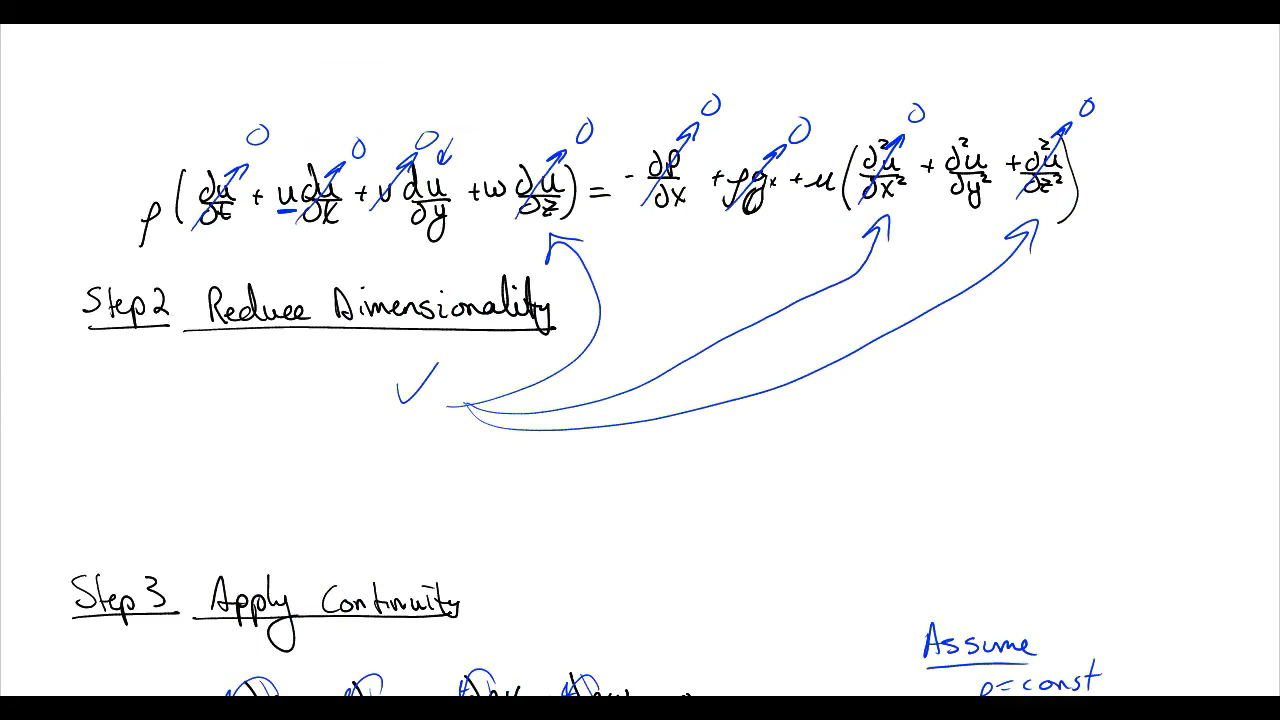 0 0 0 0 0 0 0 0
ρ ( ∂u/∂t + u ∂u/∂x + v ∂u/∂y + w ∂u/∂z ) = - ∂P/∂x + ρgₓ + μ ( ∂²u/∂x² + ∂²u/∂y² + ∂²u/∂z² )
Step 2 Reduce Dimensionality
✓
Step 3 Apply Continuity
Assume
ρ = const